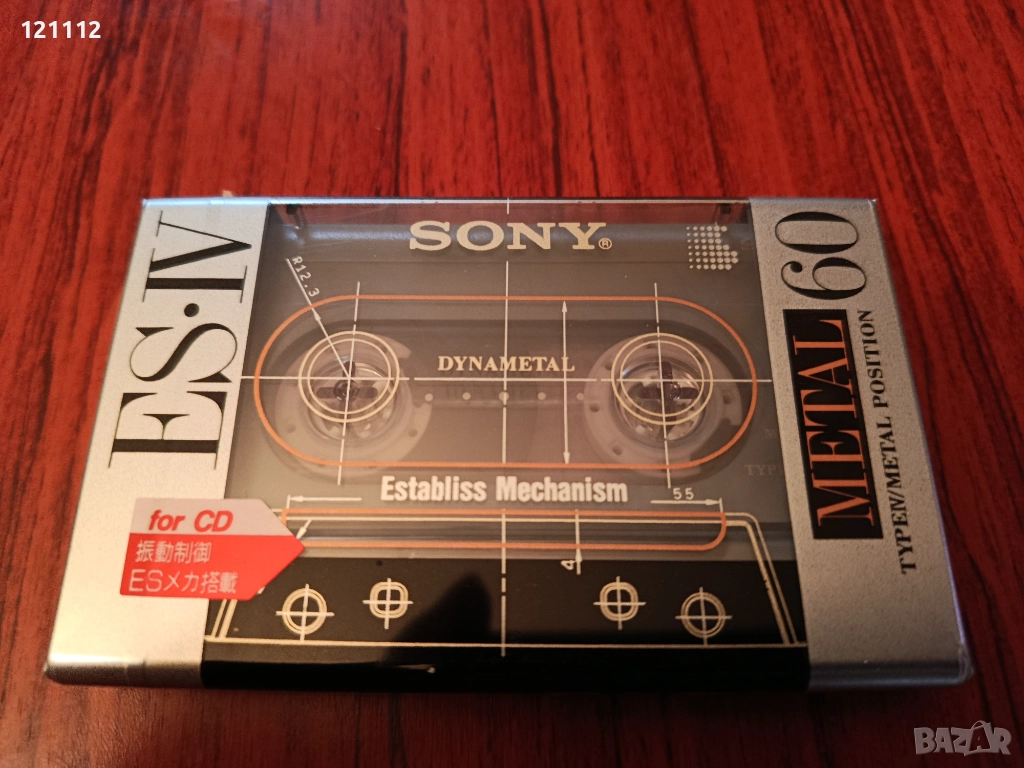 121112
ES・IV
SONY®
R12.3
DYNAMETAL
Establiss Mechanism
55
4
for CD
振動制御
ESメカ搭載
METAL 60
TYPEIV/METAL POSITION
TYPE
BAZAR